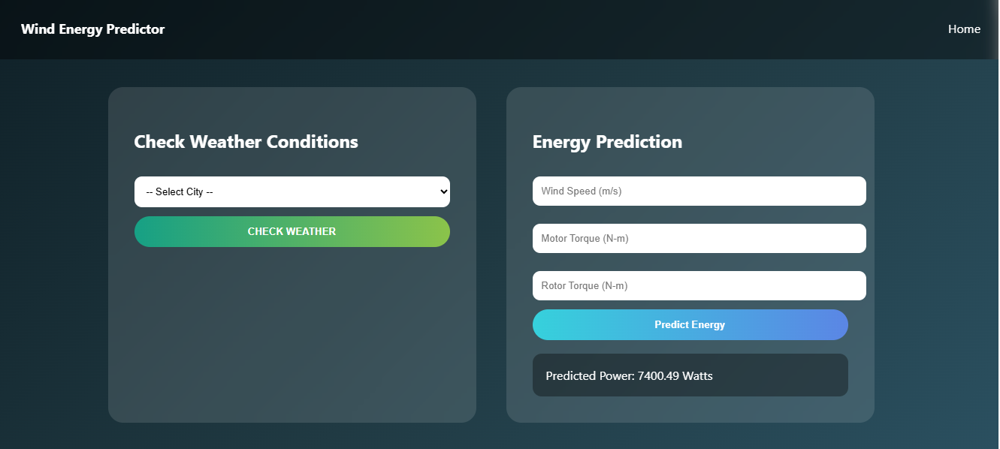 Wind Energy Predictor
Home
Check Weather Conditions
-- Select City --
CHECK WEATHER
Energy Prediction
Wind Speed (m/s)
Motor Torque (N-m)
Rotor Torque (N-m)
Predict Energy
Predicted Power: 7400.49 Watts